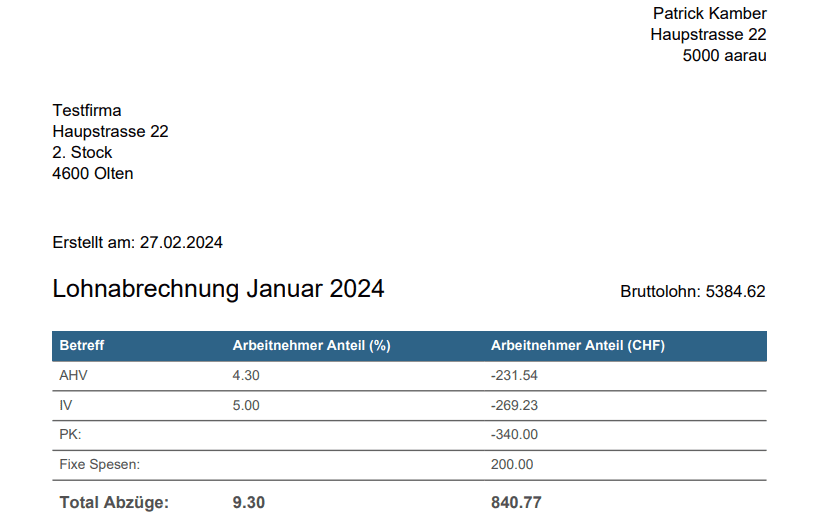 Patrick Kamber
Haupstrasse 22
5000 aarau
Testfirma
Haupstrasse 22
2. Stock
4600 Olten
Erstellt am: 27.02.2024
Lohnabrechnung Januar 2024 Bruttolohn: 5384.62
Betreff Arbeitnehmer Anteil (%) Arbeitnehmer Anteil (CHF)
AHV 4.30 -231.54
IV 5.00 -269.23
PK: -340.00
Fixe Spesen: 200.00
Total Abzüge: 9.30 840.77